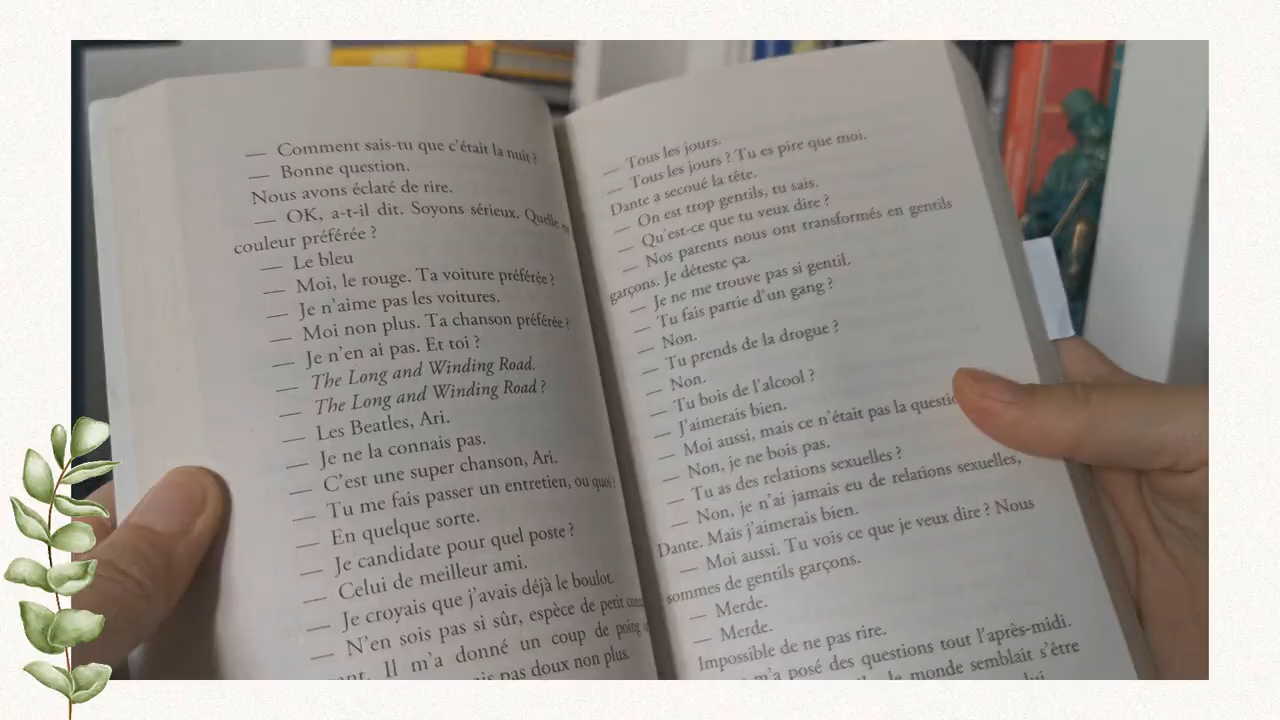 — Comment sais-tu que c'était la nuit ?
— Bonne question.
Nous avons éclaté de rire.
— OK, a-t-il dit. Soyons sérieux. Quelle
couleur préférée ?
— Le bleu
— Moi, le rouge. Ta voiture préférée ?
— Je n'aime pas les voitures.
— Moi non plus. Ta chanson préférée ?
— Je n'en ai pas. Et toi ?
— The Long and Winding Road.
— The Long and Winding Road ?
— Les Beatles, Ari.
— Je ne la connais pas.
— C'est une super chanson, Ari.
— Tu me fais passer un entretien, ou quoi ?
— En quelque sorte.
— Je candidate pour quel poste ?
— Celui de meilleur ami.
— Je croyais que j'avais déjà le boulot.
— N'en sois pas si sûr, espèce de petit
Il m'a donné un coup de poing
pas doux non plus.
— Tous les jours.
— Tous les jours ? Tu es pire que moi.
Dante a secoué la tête.
— On est trop gentils, tu sais.
— Qu'est-ce que tu veux dire ?
— Nos parents nous ont transformés en gentils
garçons. Je déteste ça.
— Je ne me trouve pas si gentil.
— Tu fais partie d'un gang ?
— Non.
— Tu prends de la drogue ?
— Non.
— Tu bois de l'alcool ?
— J'aimerais bien.
— Moi aussi, mais ce n'était pas la
— Non, je ne bois pas.
— Tu as des relations sexuelles ?
— Non, je n'ai jamais eu de relations sexuelles,
Dante. Mais j'aimerais bien.
— Moi aussi. Tu vois ce que je veux dire ? Nous
sommes de gentils garçons.
— Merde.
— Merde.
Impossible de ne pas rire.
m'a posé des questions tout l'après-midi.
le monde semblait s'être
lui